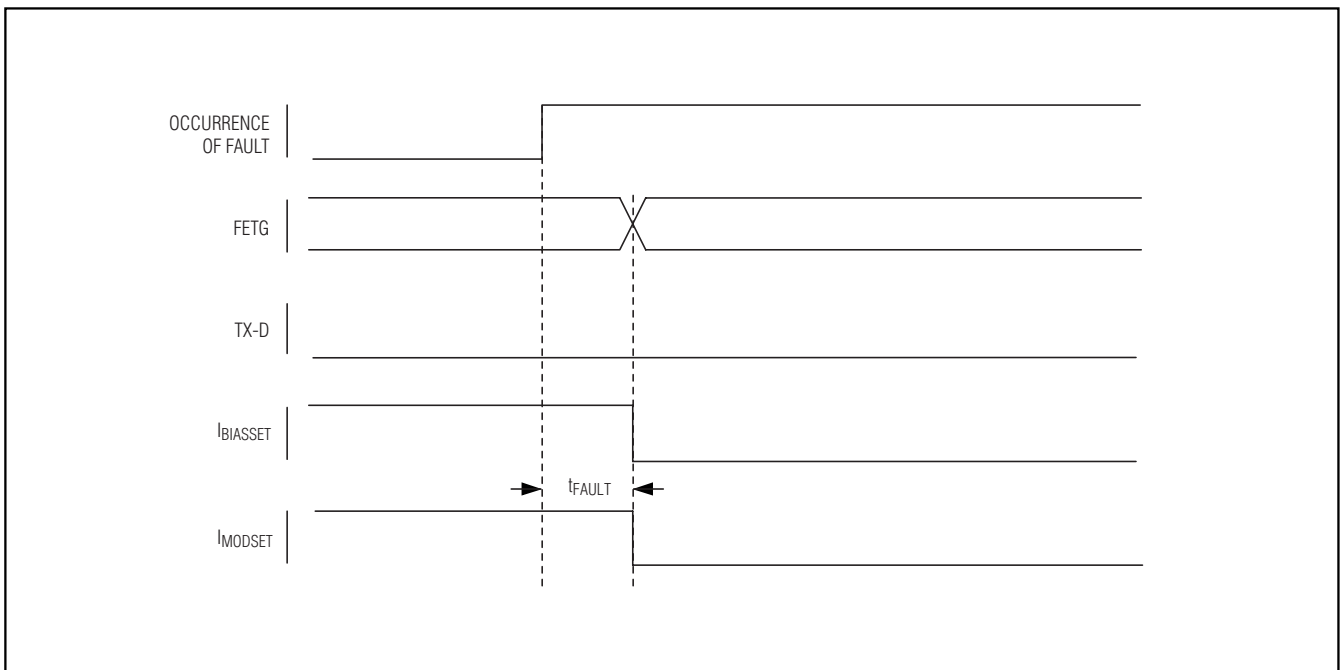 OCCURRENCE
OF FAULT
FETG
TX-D
IBIASSET
tFAULT
IMODSET